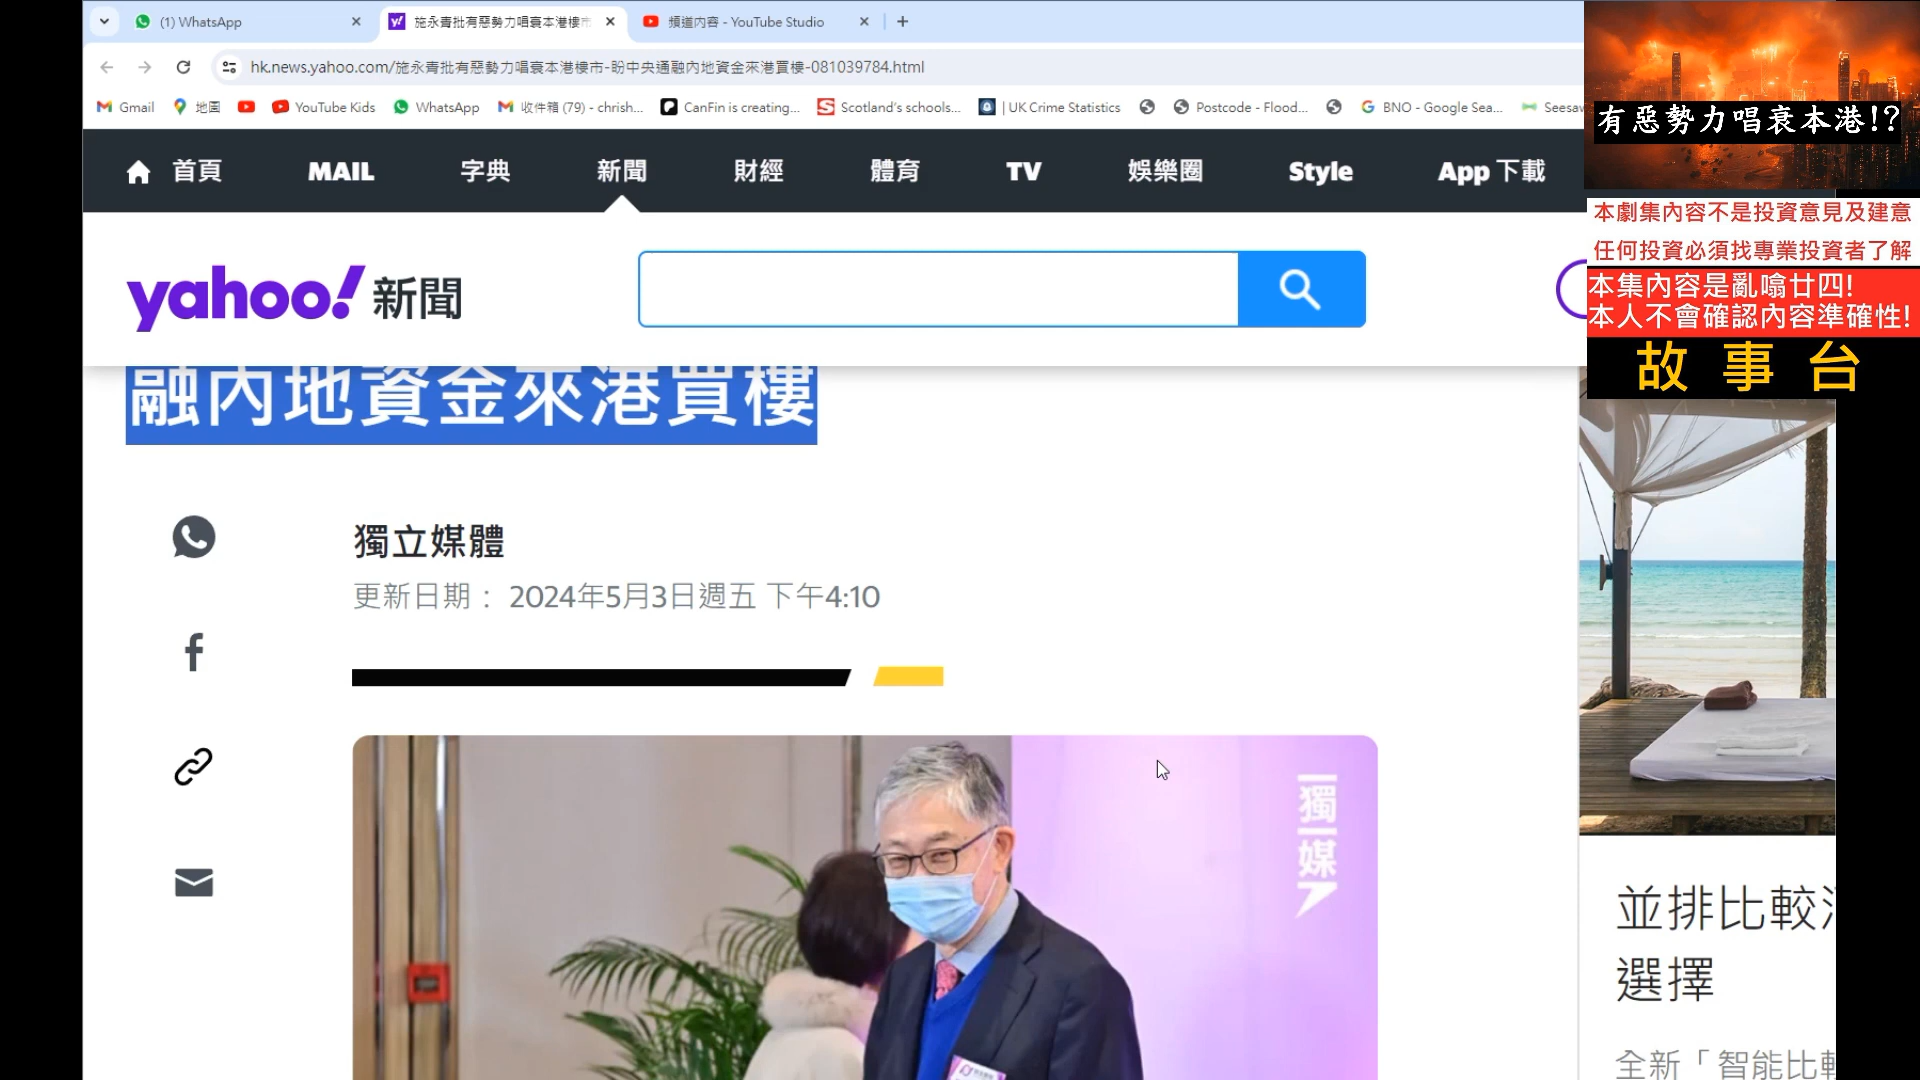 (1) WhatsApp
施永青批有惡勢力唱衰本港樓市
頻道內容 - YouTube Studio
hk.news.yahoo.com/施永青批有惡勢力唱衰本港樓市-盼中央通融內地資金來港買樓-081039784.html
Gmail
地圖
YouTube Kids
WhatsApp
收件箱 (79) - chrish...
CanFin is creating...
Scotland's schools...
| UK Crime Statistics
Postcode - Flood...
BNO - Google Sea...
Seesaw
有惡勢力唱衰本港!?
首頁
MAIL
字典
新聞
財經
體育
TV
娛樂圈
Style
App 下載
本劇集內容不是投資意見及建意
任何投資必須找專業投資者了解
本集內容是亂噏廿四!
本人不會確認內容準確性!
故事台
yahoo! 新聞
融內地資金來港買樓
獨立媒體
更新日期： 2024年5月3日週五 下午4:10
獨媒
並排比較
選擇
全新「智能比較